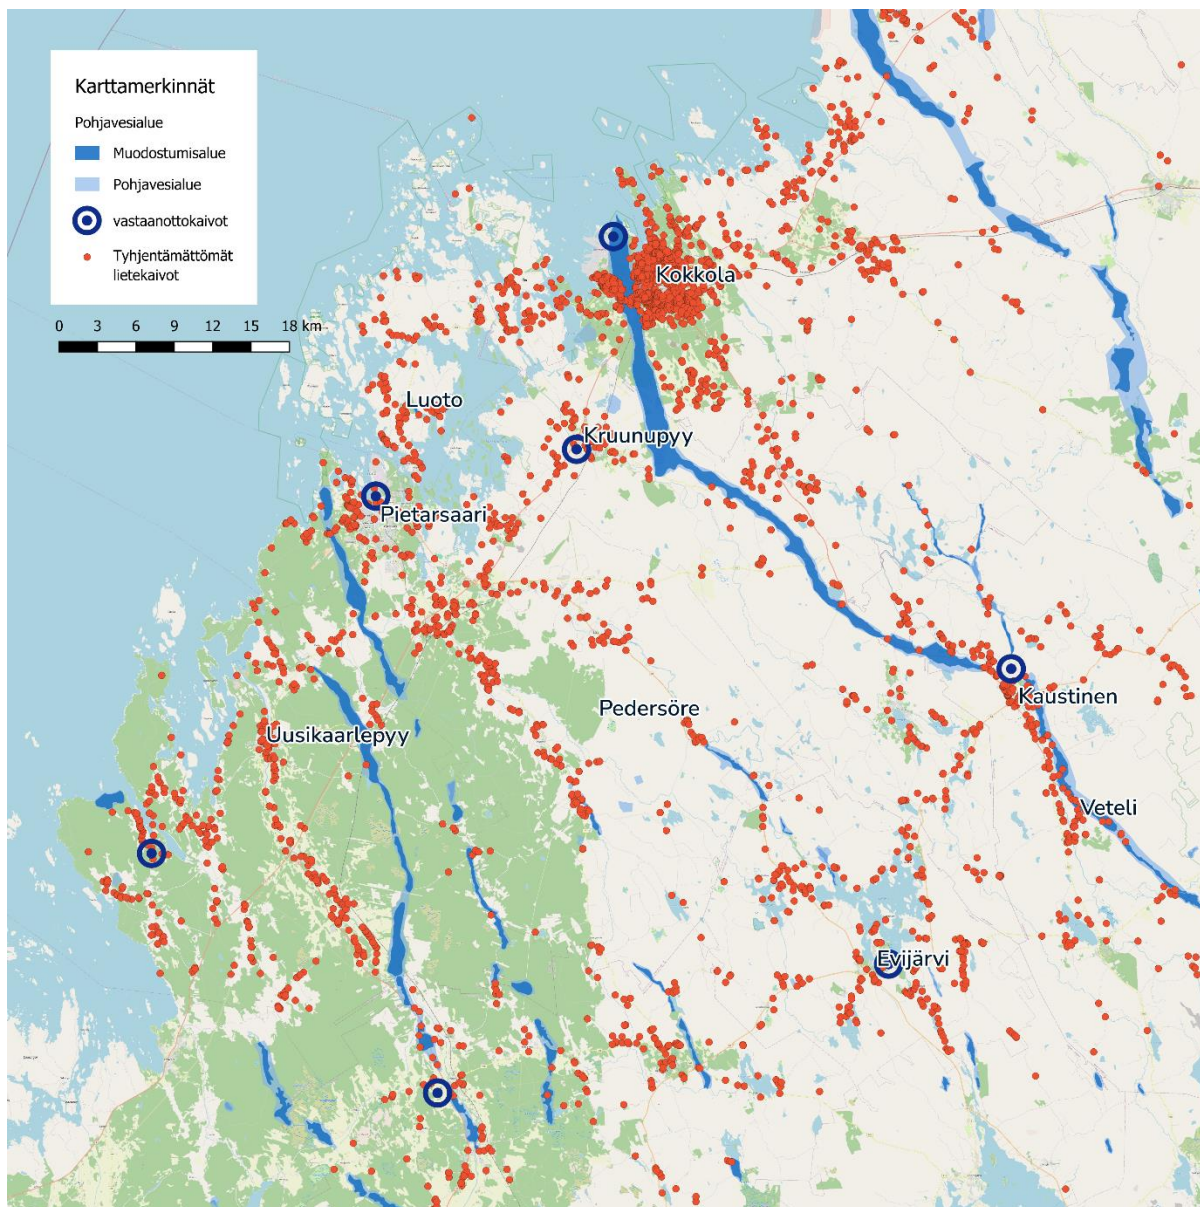 Karttamerkinnät
Pohjavesialue
Muodostumisalue
Pohjavesialue
vastaanottokaivot
Tyhjentämättömät
lietekaivot
0 3 6 9 12 15 18 km
Kokkola
Luoto
Kruunupyy
Pietarsaari
Kaustinen
Pedersöre
Uusikaarlepyy
Veteli
Evijärvi